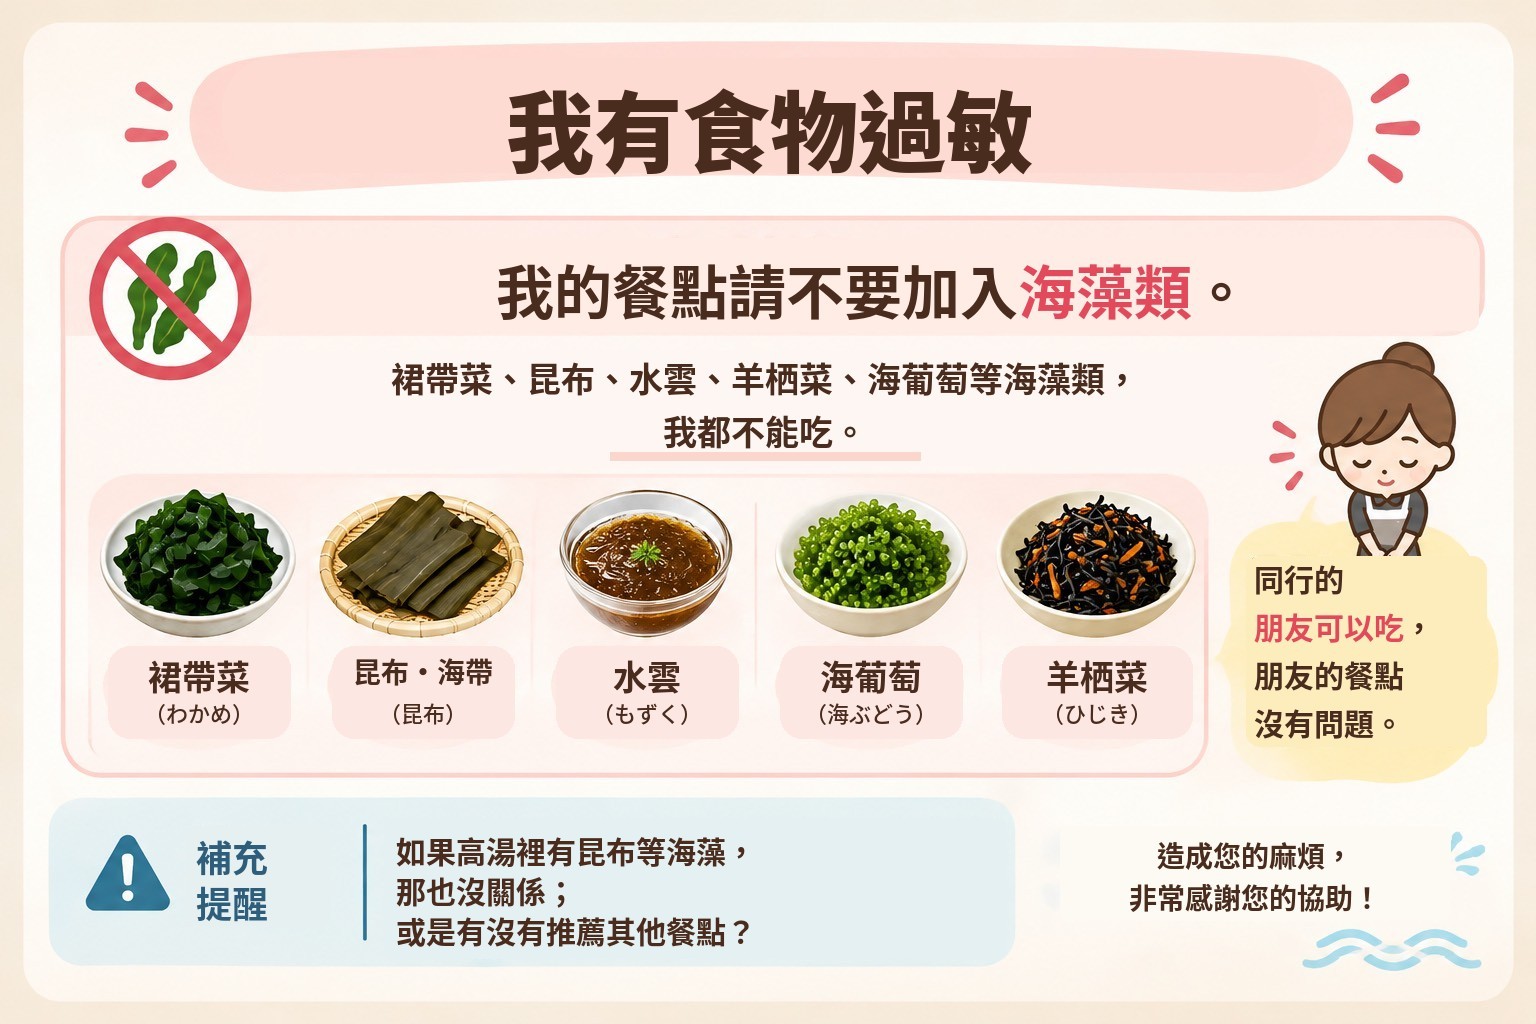 我有食物過敏
我的餐點請不要加入海藻類。
裙帶菜、昆布、水雲、羊栖菜、海葡萄等海藻類，
我都不能吃。
裙帶菜
（わかめ）
昆布・海帶
（昆布）
水雲
（もずく）
海葡萄
（海ぶどう）
羊栖菜
（ひじき）
同行的
朋友可以吃，
朋友的餐點
沒有問題。
補充
提醒
如果高湯裡有昆布等海藻，
那也沒關係；
或是有沒有推薦其他餐點？
造成您的麻煩，
非常感謝您的協助！